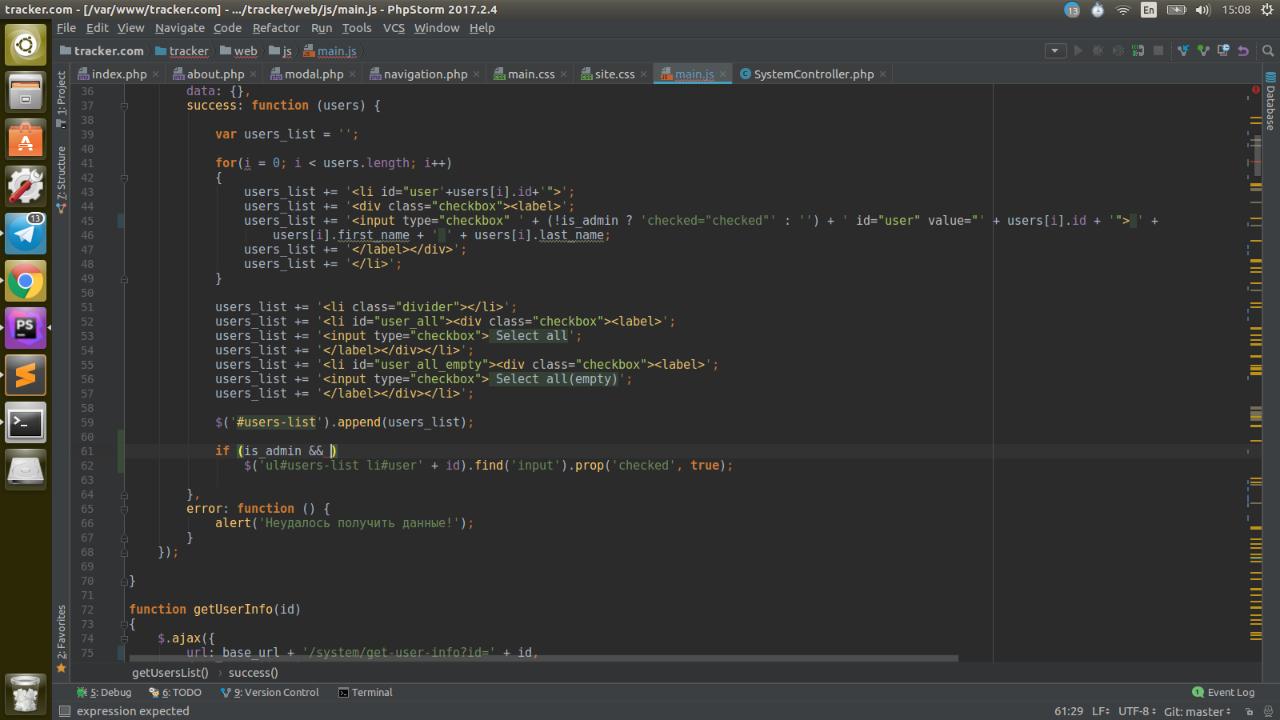 tracker.com - [/var/www/tracker.com] - .../tracker/web/js/main.js - PhpStorm 2017.2.4
13 En 15:08
File Edit View Navigate Code Refactor Run Tools VCS Window Help
tracker.com tracker web js main.js
index.php about.php modal.php navigation.php main.css site.css main.js SystemController.php
1: Project
7: Structure
2: Favorites
Database
13
PS
36 data: {},
37 success: function (users) {
38
39 var users_list = '';
40
41 for(i = 0; i < users.length; i++)
42 {
43 users_list += '<li id="user'+users[i].id+'">';
44 users_list += '<div class="checkbox"><label>';
45 users_list += '<input type="checkbox" ' + (!is_admin ? 'checked="checked"' : '') + ' id="user" value="' + users[i].id + '"> ' +
46 users[i].first_name + ' ' + users[i].last_name;
47 users_list += '</label></div>';
48 users_list += '</li>';
49 }
50
51 users_list += '<li class="divider"></li>';
52 users_list += '<li id="user_all"><div class="checkbox"><label>';
53 users_list += '<input type="checkbox"> Select all';
54 users_list += '</label></div></li>';
55 users_list += '<li id="user_all_empty"><div class="checkbox"><label>';
56 users_list += '<input type="checkbox"> Select all(empty)';
57 users_list += '</label></div></li>';
58
59 $('#users-list').append(users_list);
60
61 if (is_admin && )
62 $('ul#users-list li#user' + id).find('input').prop('checked', true);
63
64 },
65 error: function () {
66 alert('Неудалось получить данные!');
67 }
68 });
69
70 }
71
72 function getUserInfo(id)
73 {
74 $.ajax({
75 url: base_url + '/system/get-user-info?id=' + id,
getUsersList() › success()
5: Debug 6: TODO 9: Version Control Terminal 1 Event Log
expression expected 61:29 LF÷ UTF-8÷ Git: master÷